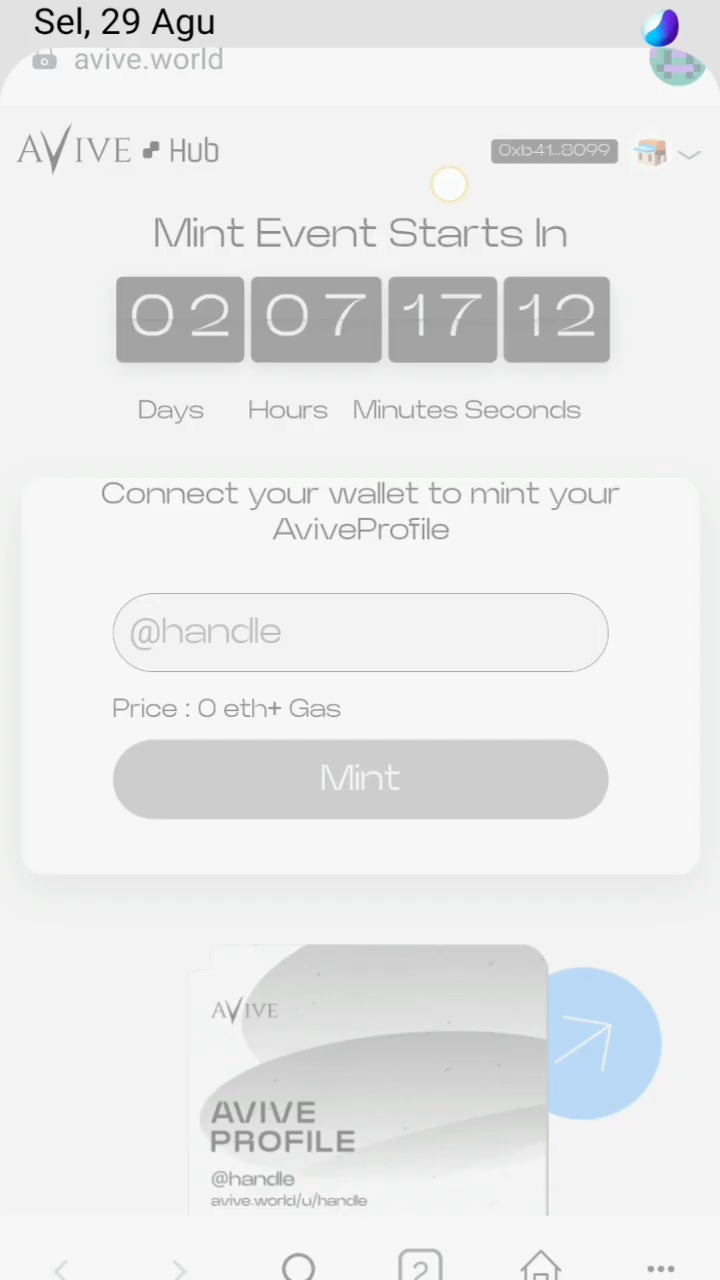 Sel, 29 Agu
avive.world
AVIVE Hub
0xb41...8099
Mint Event Starts In
02 07 17 12
Days Hours Minutes Seconds
Connect your wallet to mint your
AviveProfile
@handle
Price : 0 eth+ Gas
Mint
AVIVE
AVIVE
PROFILE
@handle
avive.world/u/handle
2